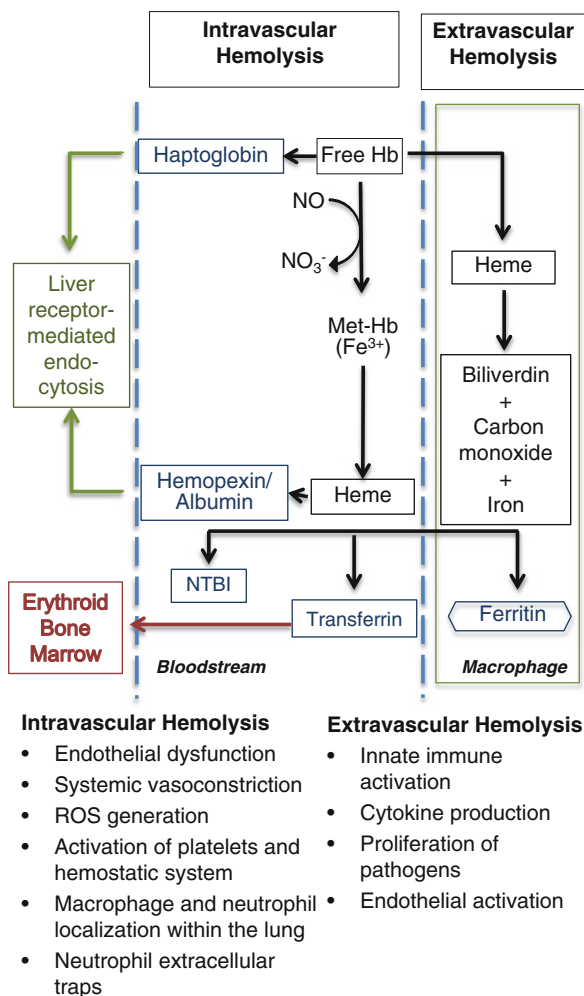 Intravascular
Hemolysis
Extravascular
Hemolysis
Haptoglobin
Free Hb
NO
NO₃⁻
Heme
Liver
receptor-
mediated
endo-
cytosis
Met-Hb
(Fe³⁺)
Biliverdin
+
Carbon
monoxide
+
Iron
Hemopexin/
Albumin
Heme
NTBI
Erythroid
Bone
Marrow
Transferrin
Ferritin
Bloodstream
Macrophage
Intravascular Hemolysis
• Endothelial dysfunction
• Systemic vasoconstriction
• ROS generation
• Activation of platelets and
hemostatic system
• Macrophage and neutrophil
localization within the lung
• Neutrophil extracellular
traps
Extravascular Hemolysis
• Innate immune
activation
• Cytokine production
• Proliferation of
pathogens
• Endothelial activation